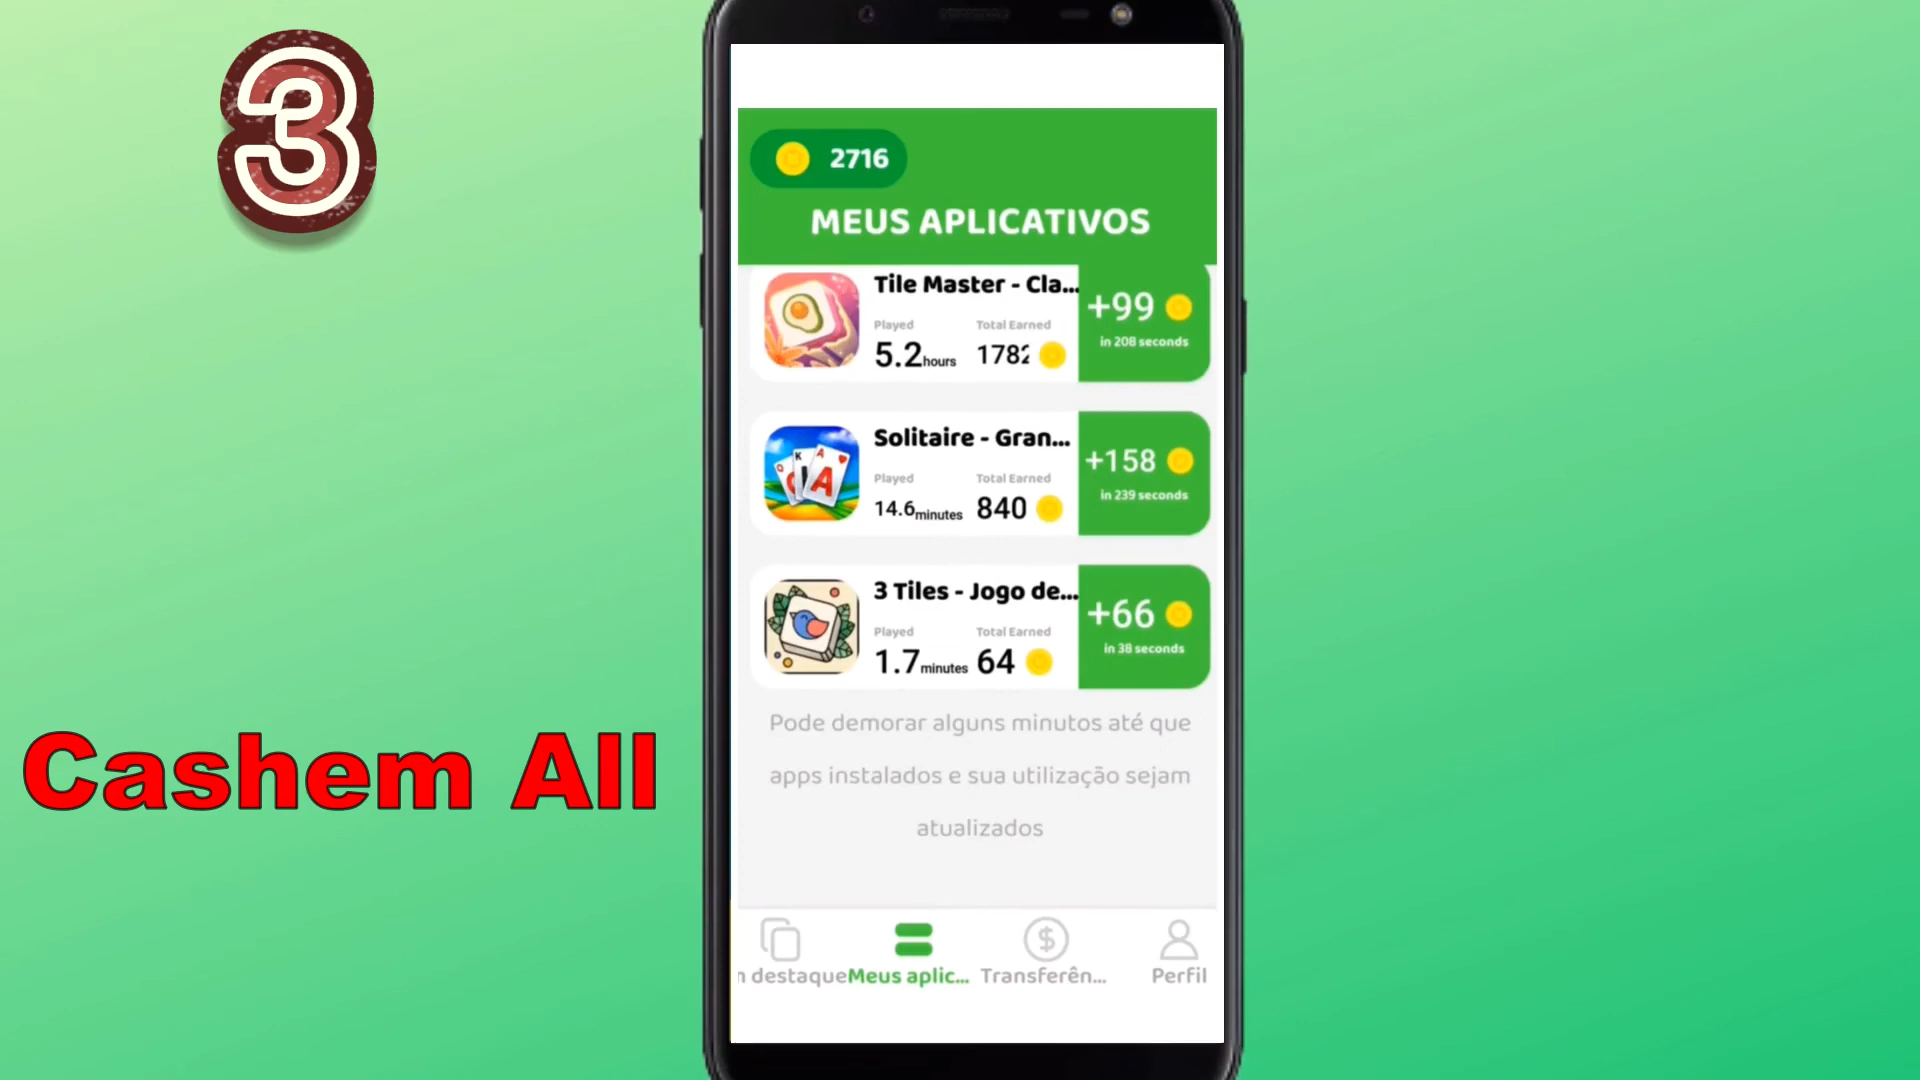 3
2716
MEUS APLICATIVOS
Tile Master - Cla...
Played
Total Earned
5.2hours
1782
+99
in 208 seconds
Solitaire - Gran...
Played
Total Earned
14.6minutes
840
+158
in 239 seconds
3 Tiles - Jogo de...
Played
Total Earned
1.7minutes
64
+66
in 38 seconds
Cashem All
Pode demorar alguns minutos até que
apps instalados e sua utilização sejam
atualizados
destaque
Meus aplic...
Transferên...
Perfil